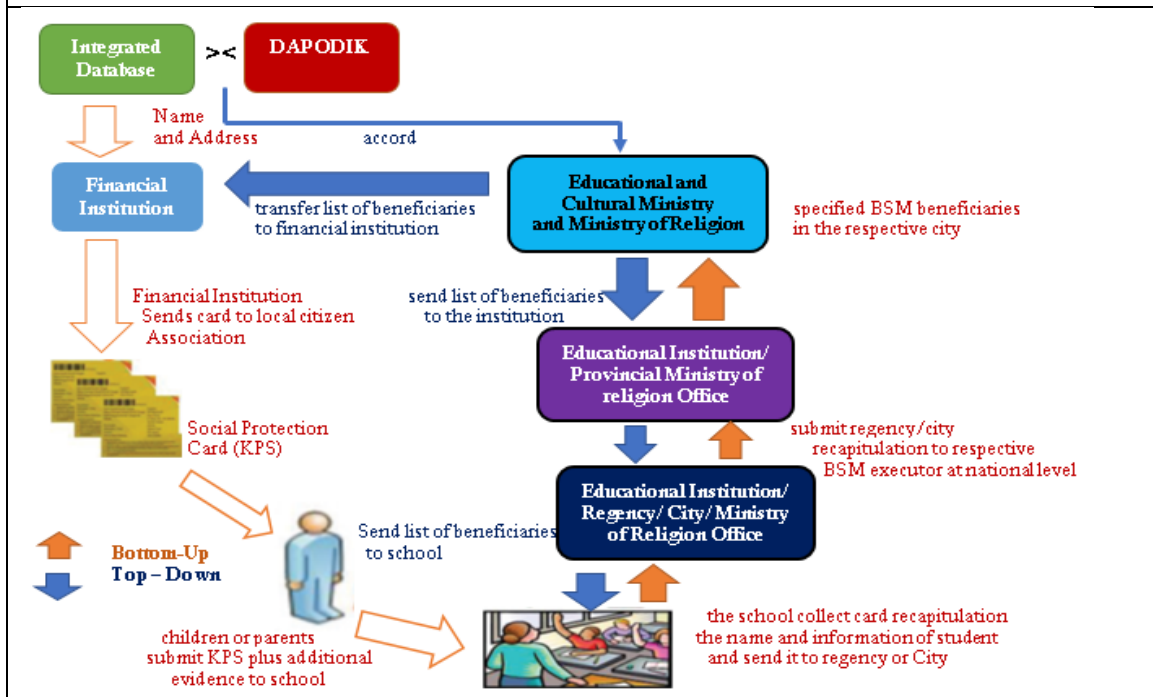 Integrated
Database
><
DAPODIK
Name
and Address
accord
Financial
Institution
Educational and
Cultural Ministry
and Ministry of Religion
transfer list of beneficiaries
to financial institution
specified BSM beneficiaries
in the respective city
Financial Institution
Sends card to local citizen
Association
send list of beneficiaries
to the institution
Educational Institution/
Provincial Ministry of
religion Office
Social Protection
Card (KPS)
submit regency/city
recapitulation to respective
BSM executor at national level
Educational Institution/
Regency/ City/ Ministry
of Religion Office
Send list of beneficiaries
to school
Bottom-Up
Top – Down
children or parents
submit KPS plus additional
evidence to school
the school collect card recapitulation
the name and information of student
and send it to regency or City